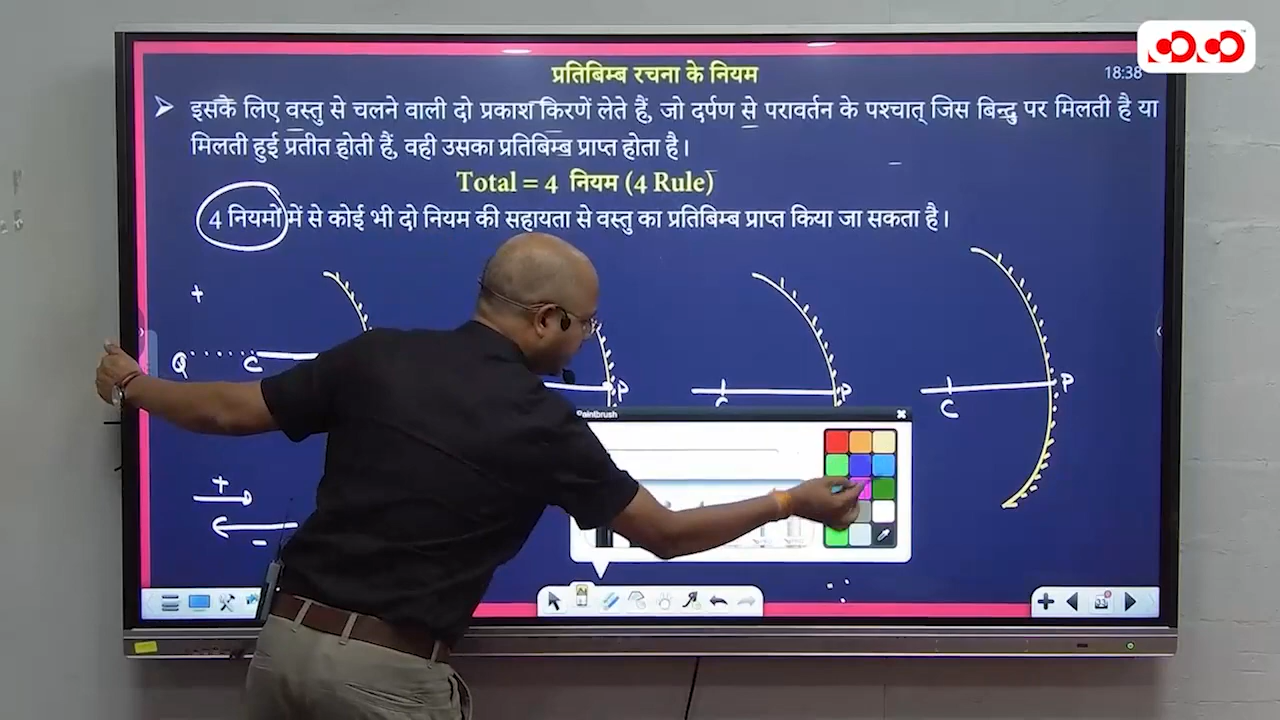 प्रतिबिम्ब रचना के नियम
18:38
इसके लिए वस्तु से चलने वाली दो प्रकाश किरणें लेते हैं, जो दर्पण से परावर्तन के पश्चात् जिस बिन्दु पर मिलती है या
मिलती हुई प्रतीत होती हैं, वही उसका प्रतिबिम्ब प्राप्त होता है।
Total = 4 नियम (4 Rule)
4 नियमों में से कोई भी दो नियम की सहायता से वस्तु का प्रतिबिम्ब प्राप्त किया जा सकता है।
+
Q C
P
P
C P
Paintbrush
+
-
33